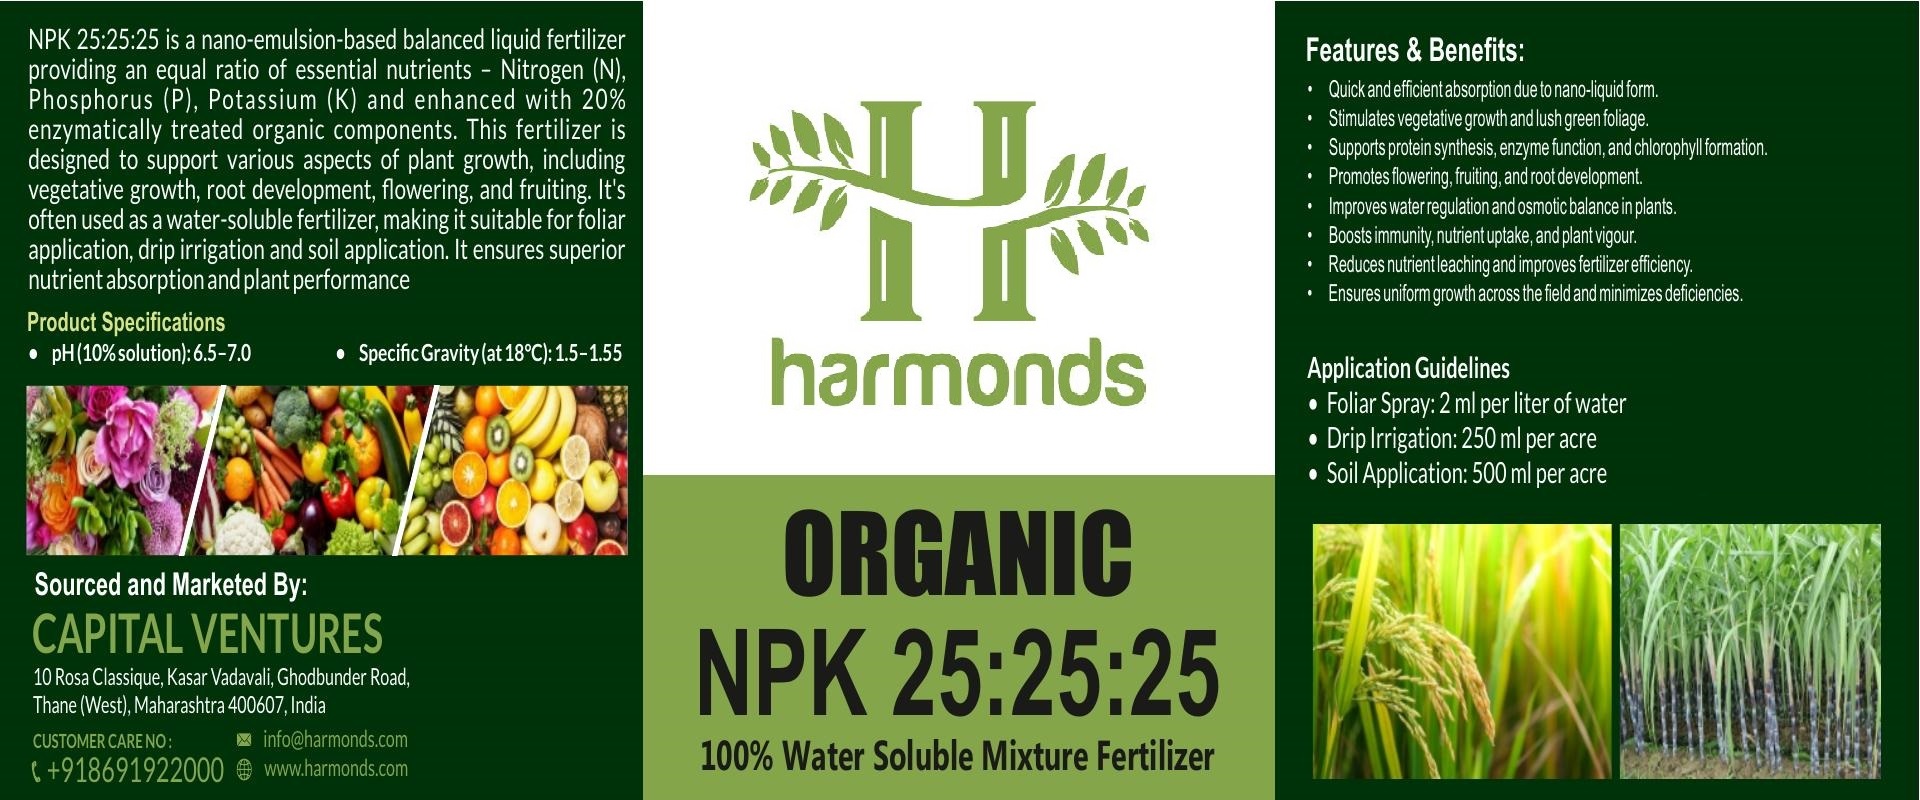 NPK 25:25:25 is a nano-emulsion-based balanced liquid fertilizer
providing an equal ratio of essential nutrients – Nitrogen (N),
Phosphorus (P), Potassium (K) and enhanced with 20%
enzymatically treated organic components. This fertilizer is
designed to support various aspects of plant growth, including
vegetative growth, root development, flowering, and fruiting. It's
often used as a water-soluble fertilizer, making it suitable for foliar
application, drip irrigation and soil application. It ensures superior
nutrient absorption and plant performance
Product Specifications
• pH (10% solution): 6.5–7.0
• Specific Gravity (at 18°C): 1.5–1.55
Sourced and Marketed By:
CAPITAL VENTURES
10 Rosa Classique, Kasar Vadavali, Ghodbunder Road,
Thane (West), Maharashtra 400607, India
CUSTOMER CARE NO :
+918691922000
info@harmonds.com
www.harmonds.com
H
harmonds
ORGANIC
NPK 25:25:25
100% Water Soluble Mixture Fertilizer
Features & Benefits:
• Quick and efficient absorption due to nano-liquid form.
• Stimulates vegetative growth and lush green foliage.
• Supports protein synthesis, enzyme function, and chlorophyll formation.
• Promotes flowering, fruiting, and root development.
• Improves water regulation and osmotic balance in plants.
• Boosts immunity, nutrient uptake, and plant vigour.
• Reduces nutrient leaching and improves fertilizer efficiency.
• Ensures uniform growth across the field and minimizes deficiencies.
Application Guidelines
• Foliar Spray: 2 ml per liter of water
• Drip Irrigation: 250 ml per acre
• Soil Application: 500 ml per acre